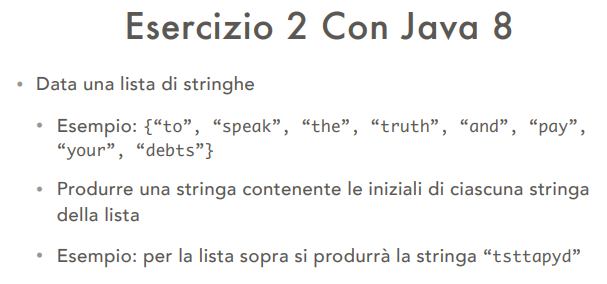 Esercizio 2 Con Java 8
• Data una lista di stringhe
• Esempio: {“to”, “speak”, “the”, “truth”, “and”, “pay”,
“your”, “debts”}
• Produrre una stringa contenente le iniziali di ciascuna stringa
della lista
• Esempio: per la lista sopra si produrrà la stringa “tsttapyd”